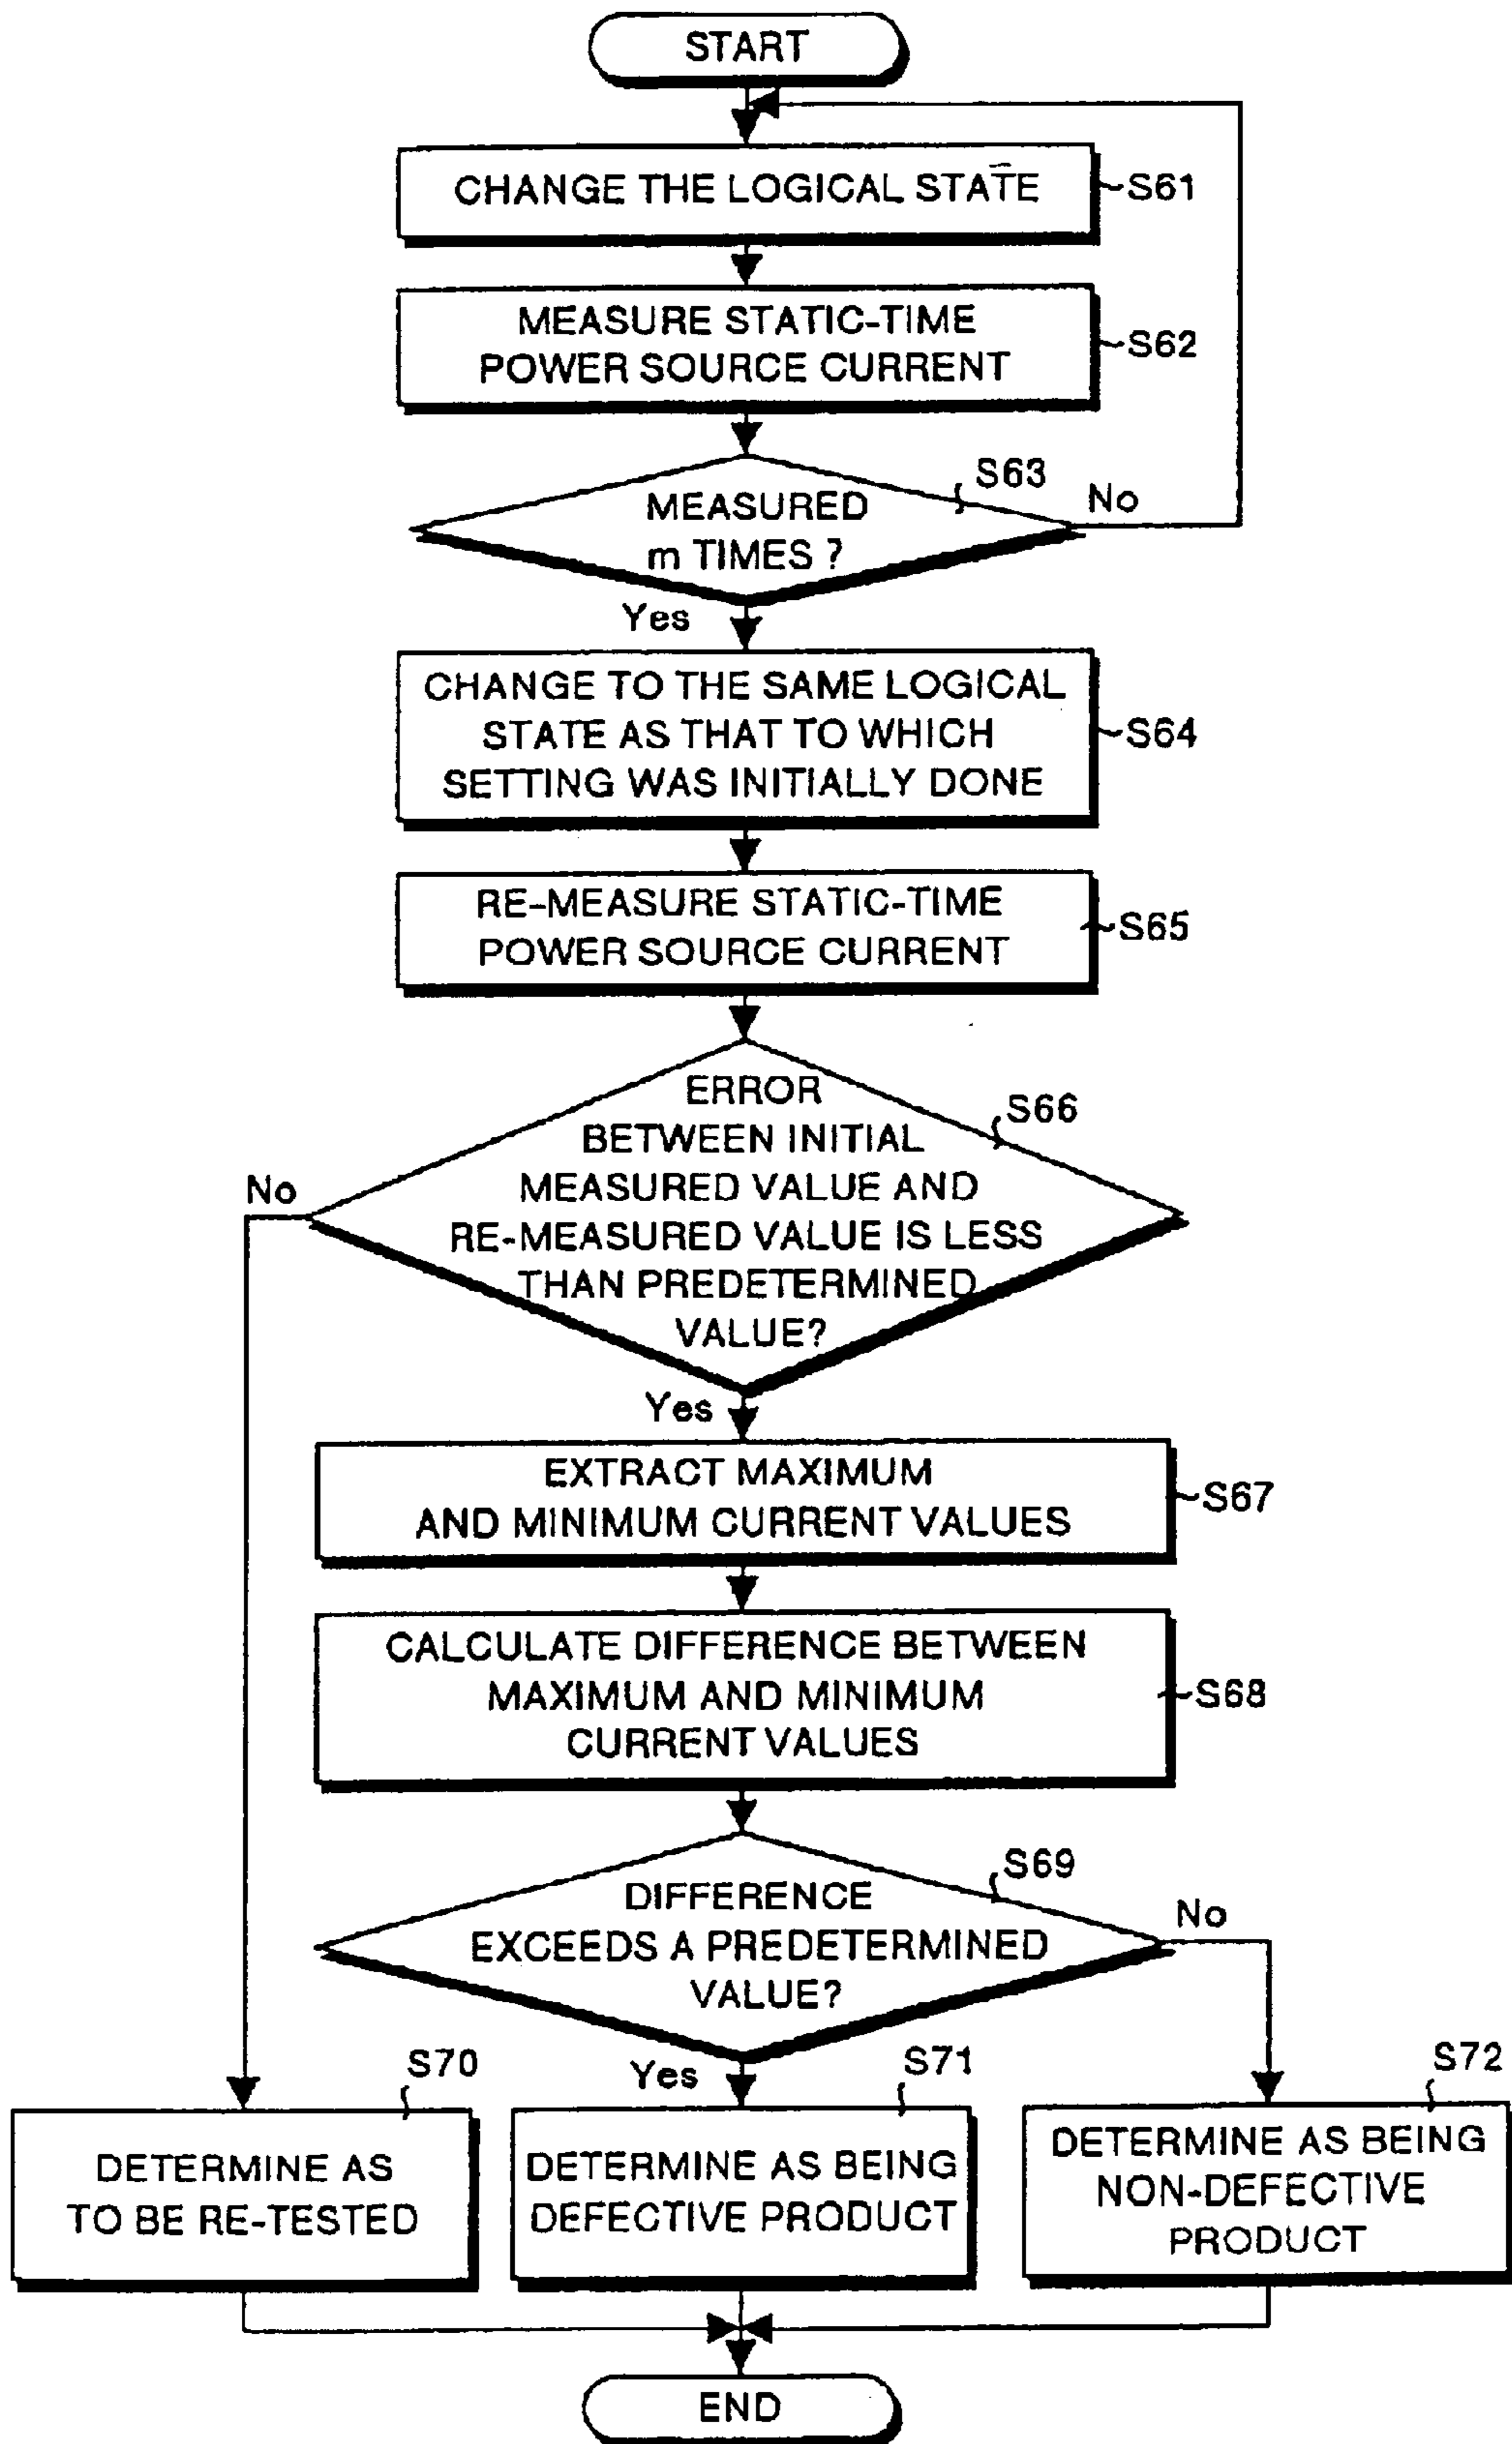 START
CHANGE THE LOGICAL STATE
S61
MEASURE STATIC-TIME
POWER SOURCE CURRENT
S62
S63
MEASURED
m TIMES ?
No
Yes
CHANGE TO THE SAME LOGICAL
STATE AS THAT TO WHICH
SETTING WAS INITIALLY DONE
S64
RE-MEASURE STATIC-TIME
POWER SOURCE CURRENT
S65
S66
ERROR
BETWEEN INITIAL
MEASURED VALUE AND
RE-MEASURED VALUE IS LESS
THAN PREDETERMINED
VALUE?
No
Yes
EXTRACT MAXIMUM
AND MINIMUM CURRENT VALUES
S67
CALCULATE DIFFERENCE BETWEEN
MAXIMUM AND MINIMUM
CURRENT VALUES
S68
S69
DIFFERENCE
EXCEEDS A PREDETERMINED
VALUE?
No
Yes
S70
DETERMINE AS
TO BE RE-TESTED
S71
DETERMINE AS BEING
DEFECTIVE PRODUCT
S72
DETERMINE AS BEING
NON-DEFECTIVE
PRODUCT
END